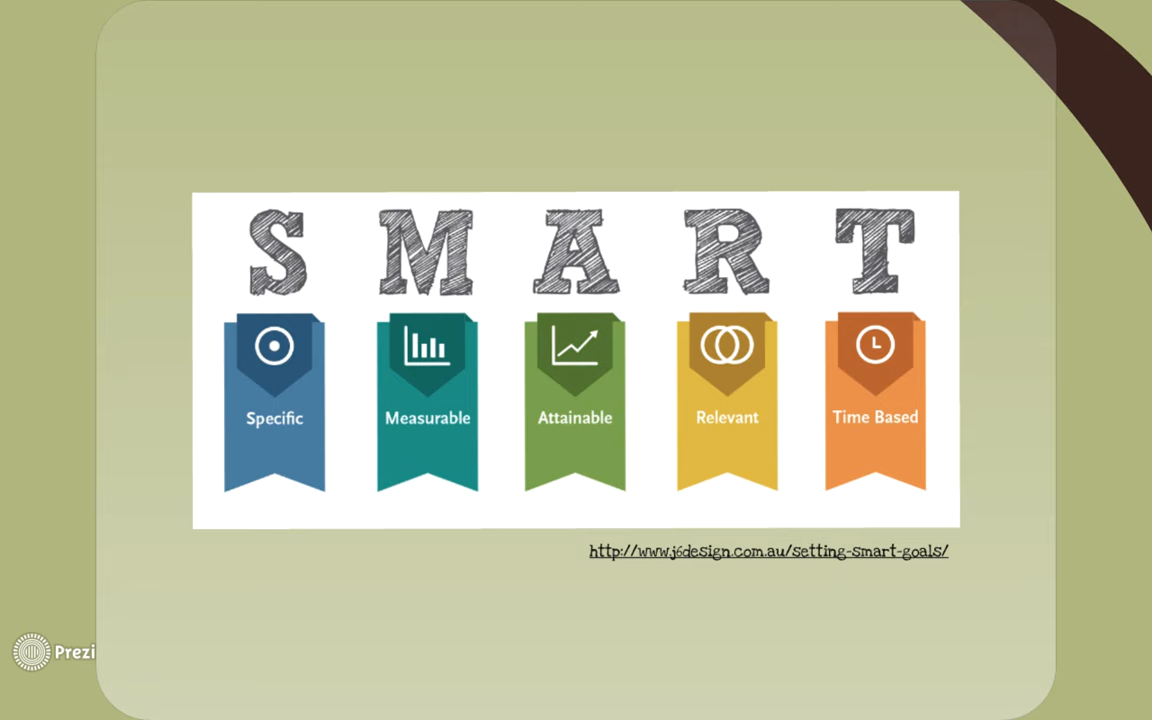 S M A R T
Specific Measurable Attainable Relevant Time Based
http://www.j6design.com.au/setting-smart-goals/
Prezi